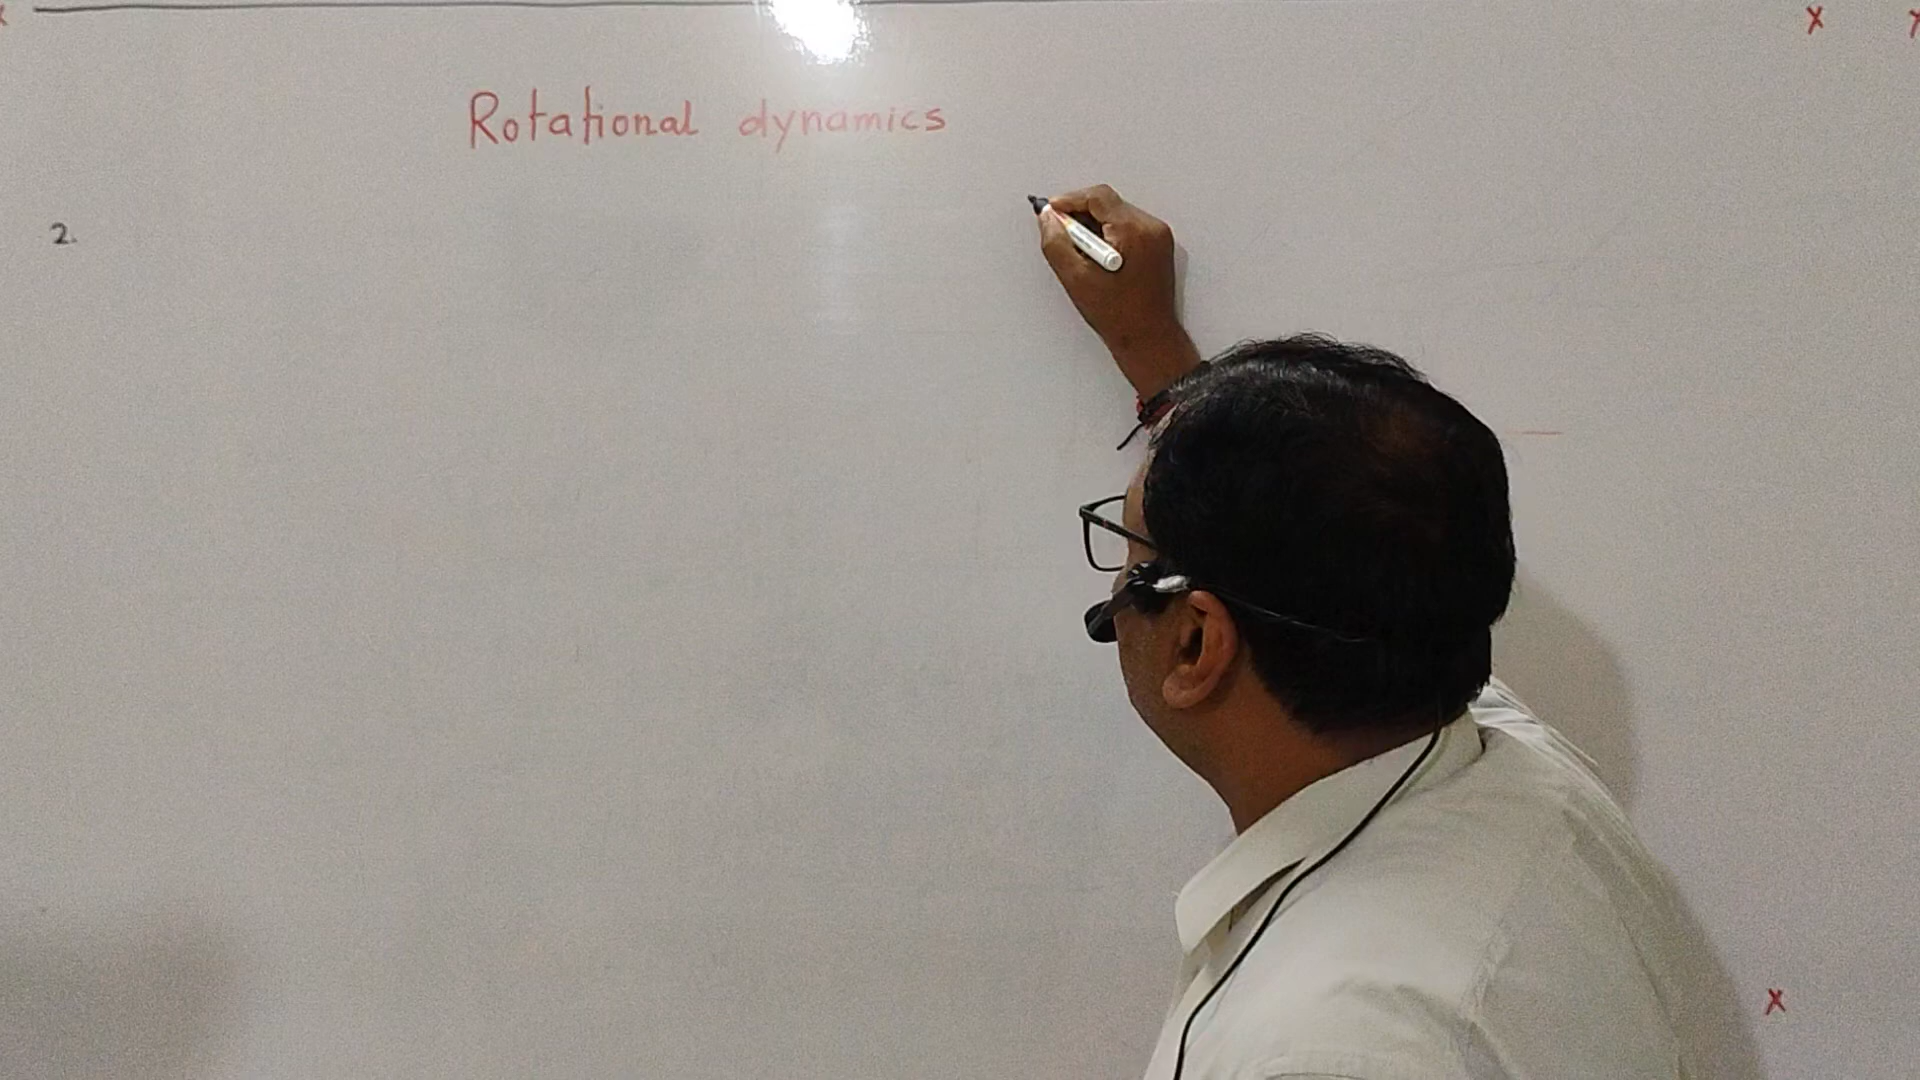 x x x
Rotational dynamics
2.
x